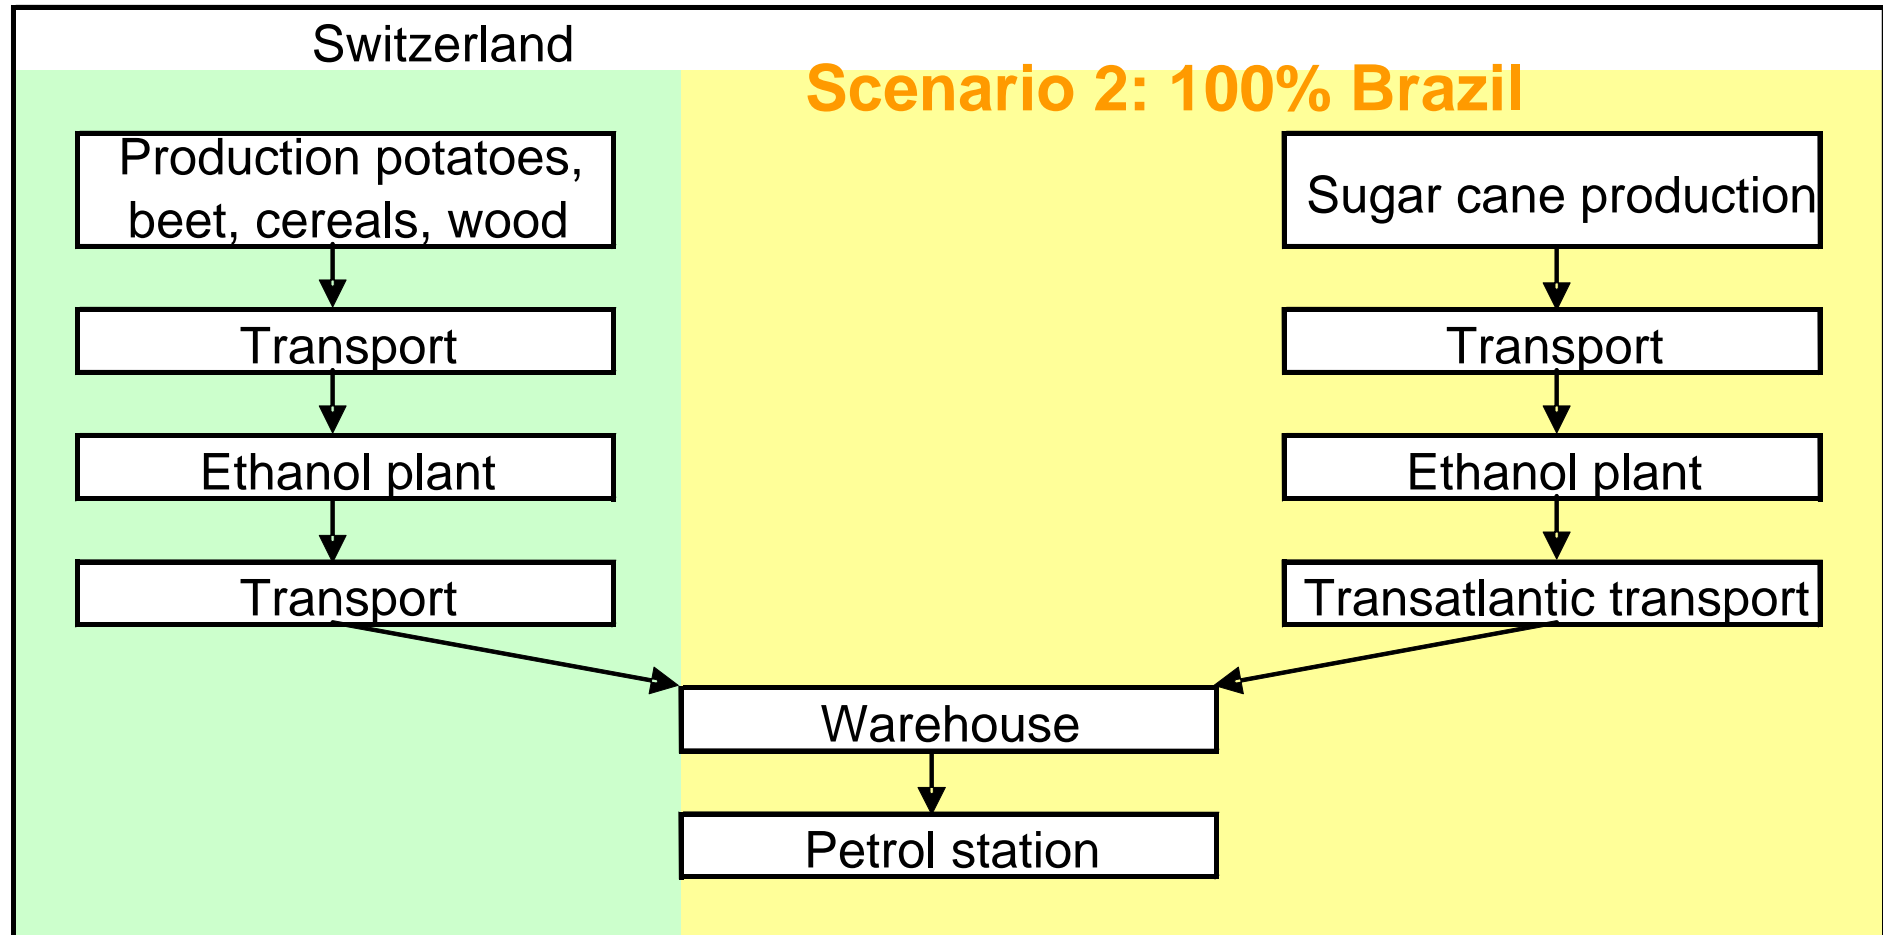 Switzerland
Scenario 2: 100% Brazil
Production potatoes,
beet, cereals, wood
Transport
Ethanol plant
Transport
Sugar cane production
Transport
Ethanol plant
Transatlantic transport
Warehouse
Petrol station